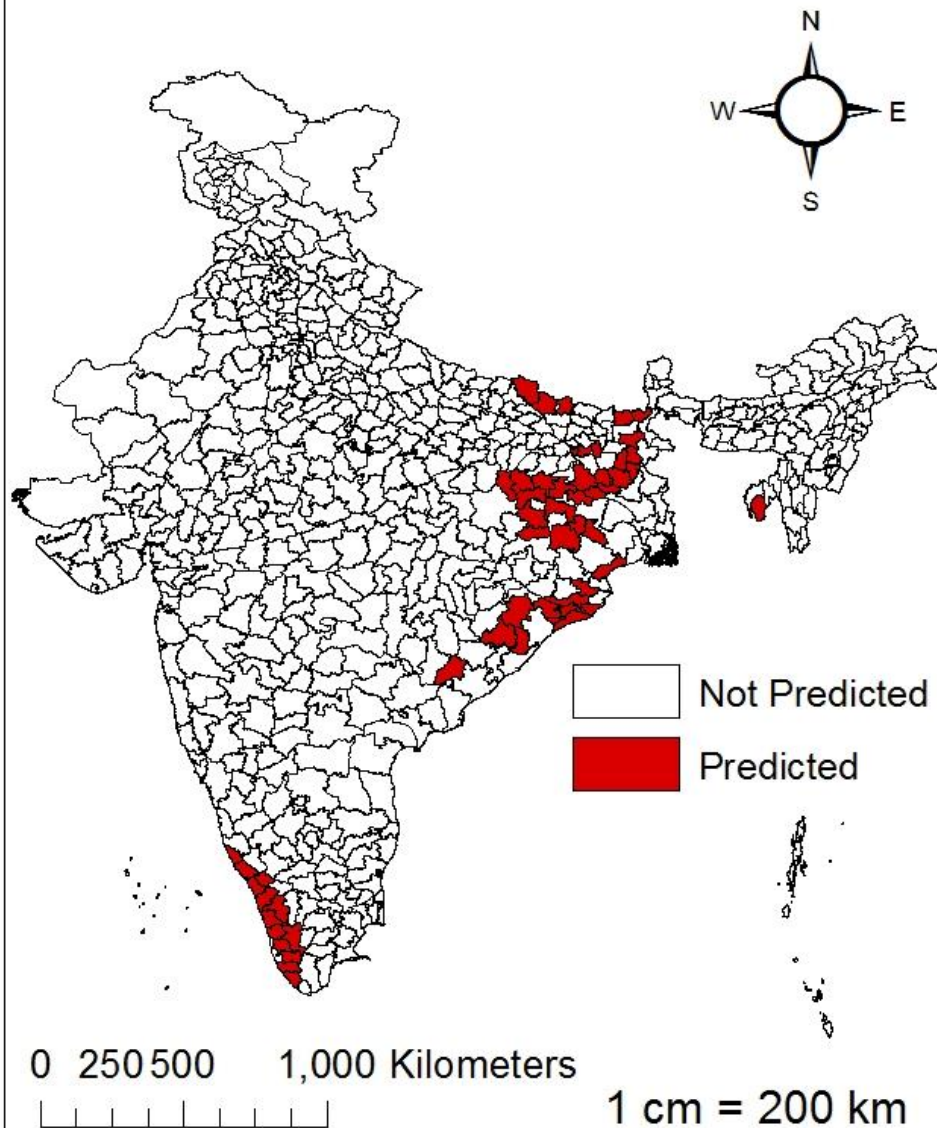 N
W E
S
Not Predicted
Predicted
0 250 500 1,000 Kilometers
1 cm = 200 km